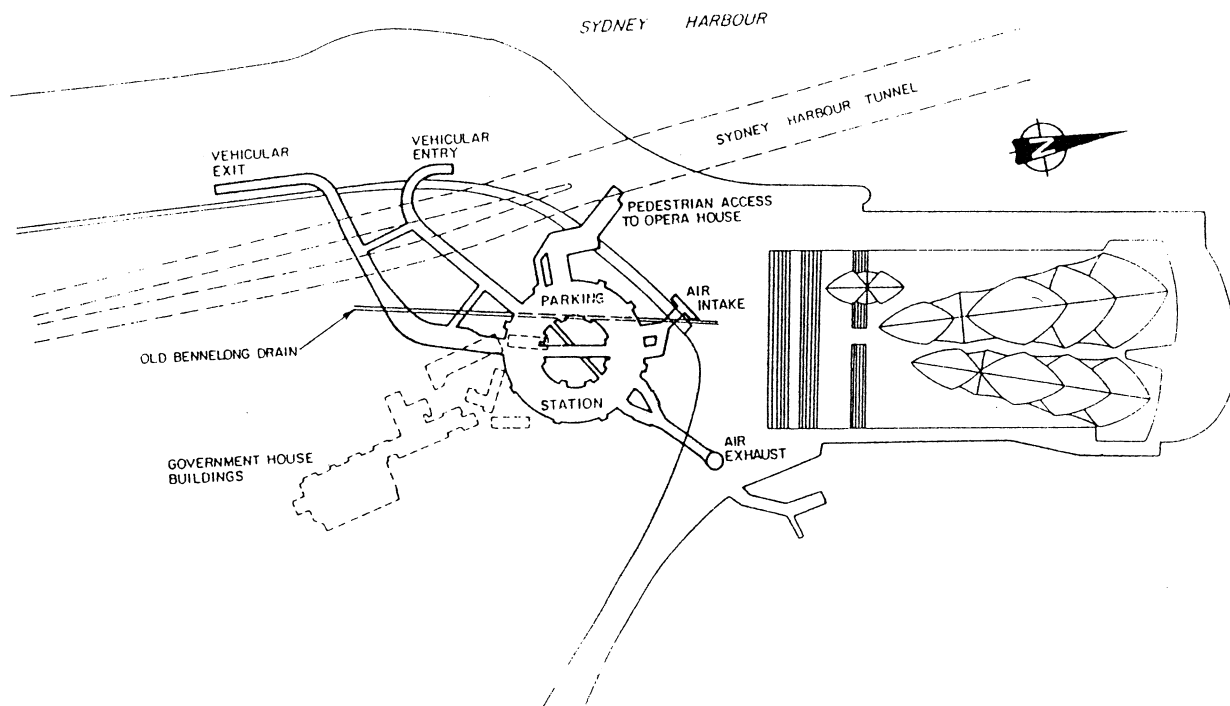 SYDNEY HARBOUR
SYDNEY HARBOUR TUNNEL
N
VEHICULAR
EXIT
VEHICULAR
ENTRY
PEDESTRIAN ACCESS
TO OPERA HOUSE
PARKING
AIR
INTAKE
OLD BENNELONG DRAIN
STATION
AIR
EXHAUST
GOVERNMENT HOUSE
BUILDINGS